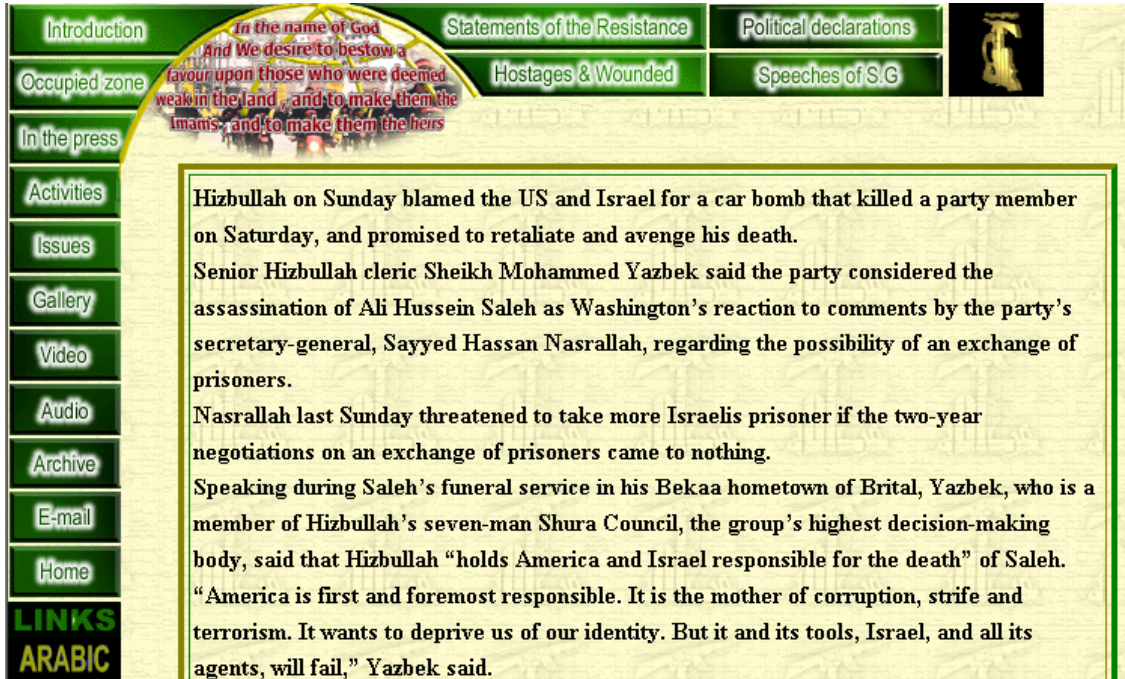 Introduction
Occupied zone
In the press
Activities
Issues
Gallery
Video
Audio
Archive
E-mail
Home
LINKS
ARABIC
In the name of God
And We desire to bestow a
favour upon those who were deemed
weak in the land , and to make them the
Imams , and to make them the heirs
Statements of the Resistance
Political declarations
Hostages & Wounded
Speeches of S.G
Hizbullah on Sunday blamed the US and Israel for a car bomb that killed a party member
on Saturday, and promised to retaliate and avenge his death.
Senior Hizbullah cleric Sheikh Mohammed Yazbek said the party considered the
assassination of Ali Hussein Saleh as Washington’s reaction to comments by the party’s
secretary-general, Sayyed Hassan Nasrallah, regarding the possibility of an exchange of
prisoners.
Nasrallah last Sunday threatened to take more Israelis prisoner if the two-year
negotiations on an exchange of prisoners came to nothing.
Speaking during Saleh’s funeral service in his Bekaa hometown of Brital, Yazbek, who is a
member of Hizbullah’s seven-man Shura Council, the group’s highest decision-making
body, said that Hizbullah “holds America and Israel responsible for the death” of Saleh.
“America is first and foremost responsible. It is the mother of corruption, strife and
terrorism. It wants to deprive us of our identity. But it and its tools, Israel, and all its
agents, will fail,” Yazbek said.